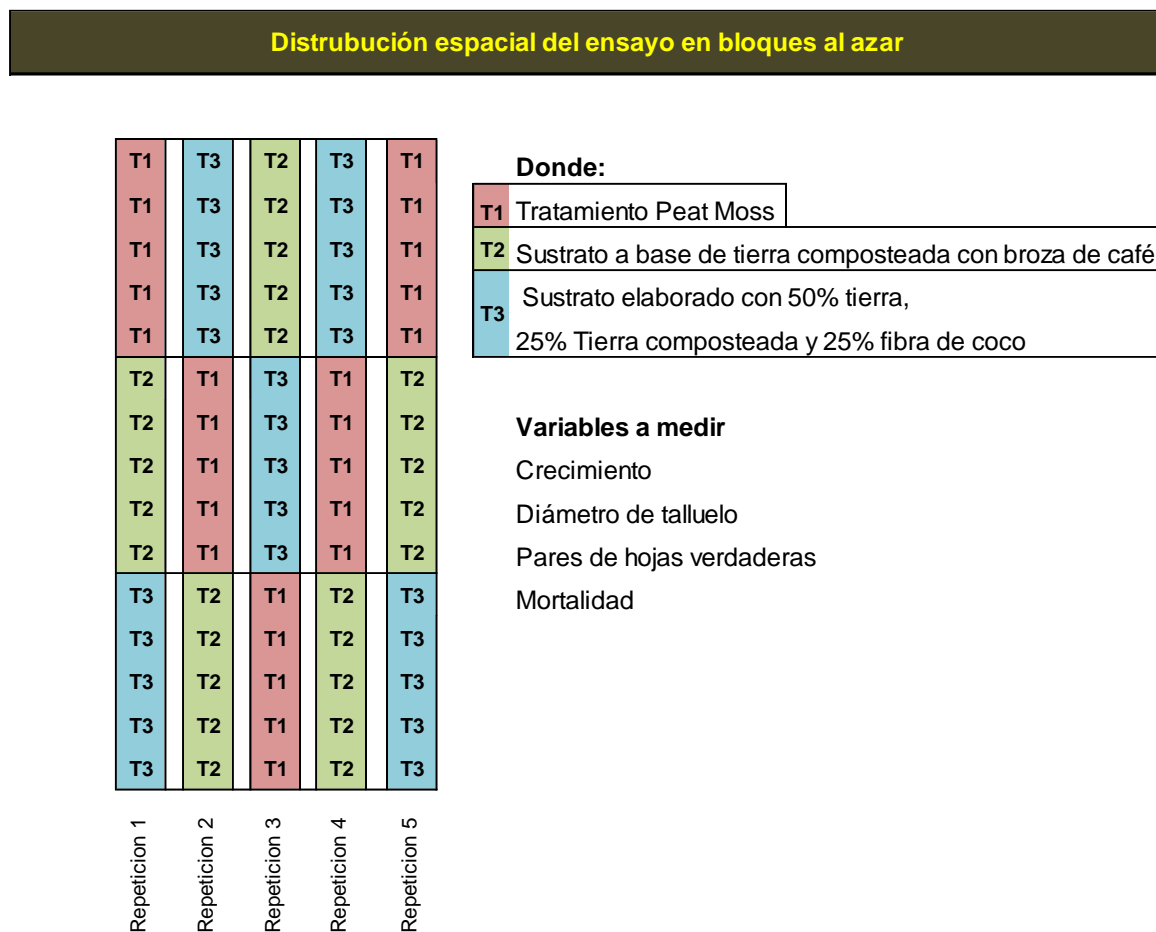 Distrubución espacial del ensayo en bloques al azar
T1 T3 T2 T3 T1
T1 T3 T2 T3 T1
T1 T3 T2 T3 T1
T1 T3 T2 T3 T1
T1 T3 T2 T3 T1
T2 T1 T3 T1 T2
T2 T1 T3 T1 T2
T2 T1 T3 T1 T2
T2 T1 T3 T1 T2
T2 T1 T3 T1 T2
T3 T2 T1 T2 T3
T3 T2 T1 T2 T3
T3 T2 T1 T2 T3
T3 T2 T1 T2 T3
T3 T2 T1 T2 T3
Repeticion 1
Repeticion 2
Repeticion 3
Repeticion 4
Repeticion 5
Donde:
T1 Tratamiento Peat Moss
T2 Sustrato a base de tierra composteada con broza de café
T3 Sustrato elaborado con 50% tierra,
25% Tierra composteada y 25% fibra de coco
Variables a medir
Crecimiento
Diámetro de talluelo
Pares de hojas verdaderas
Mortalidad